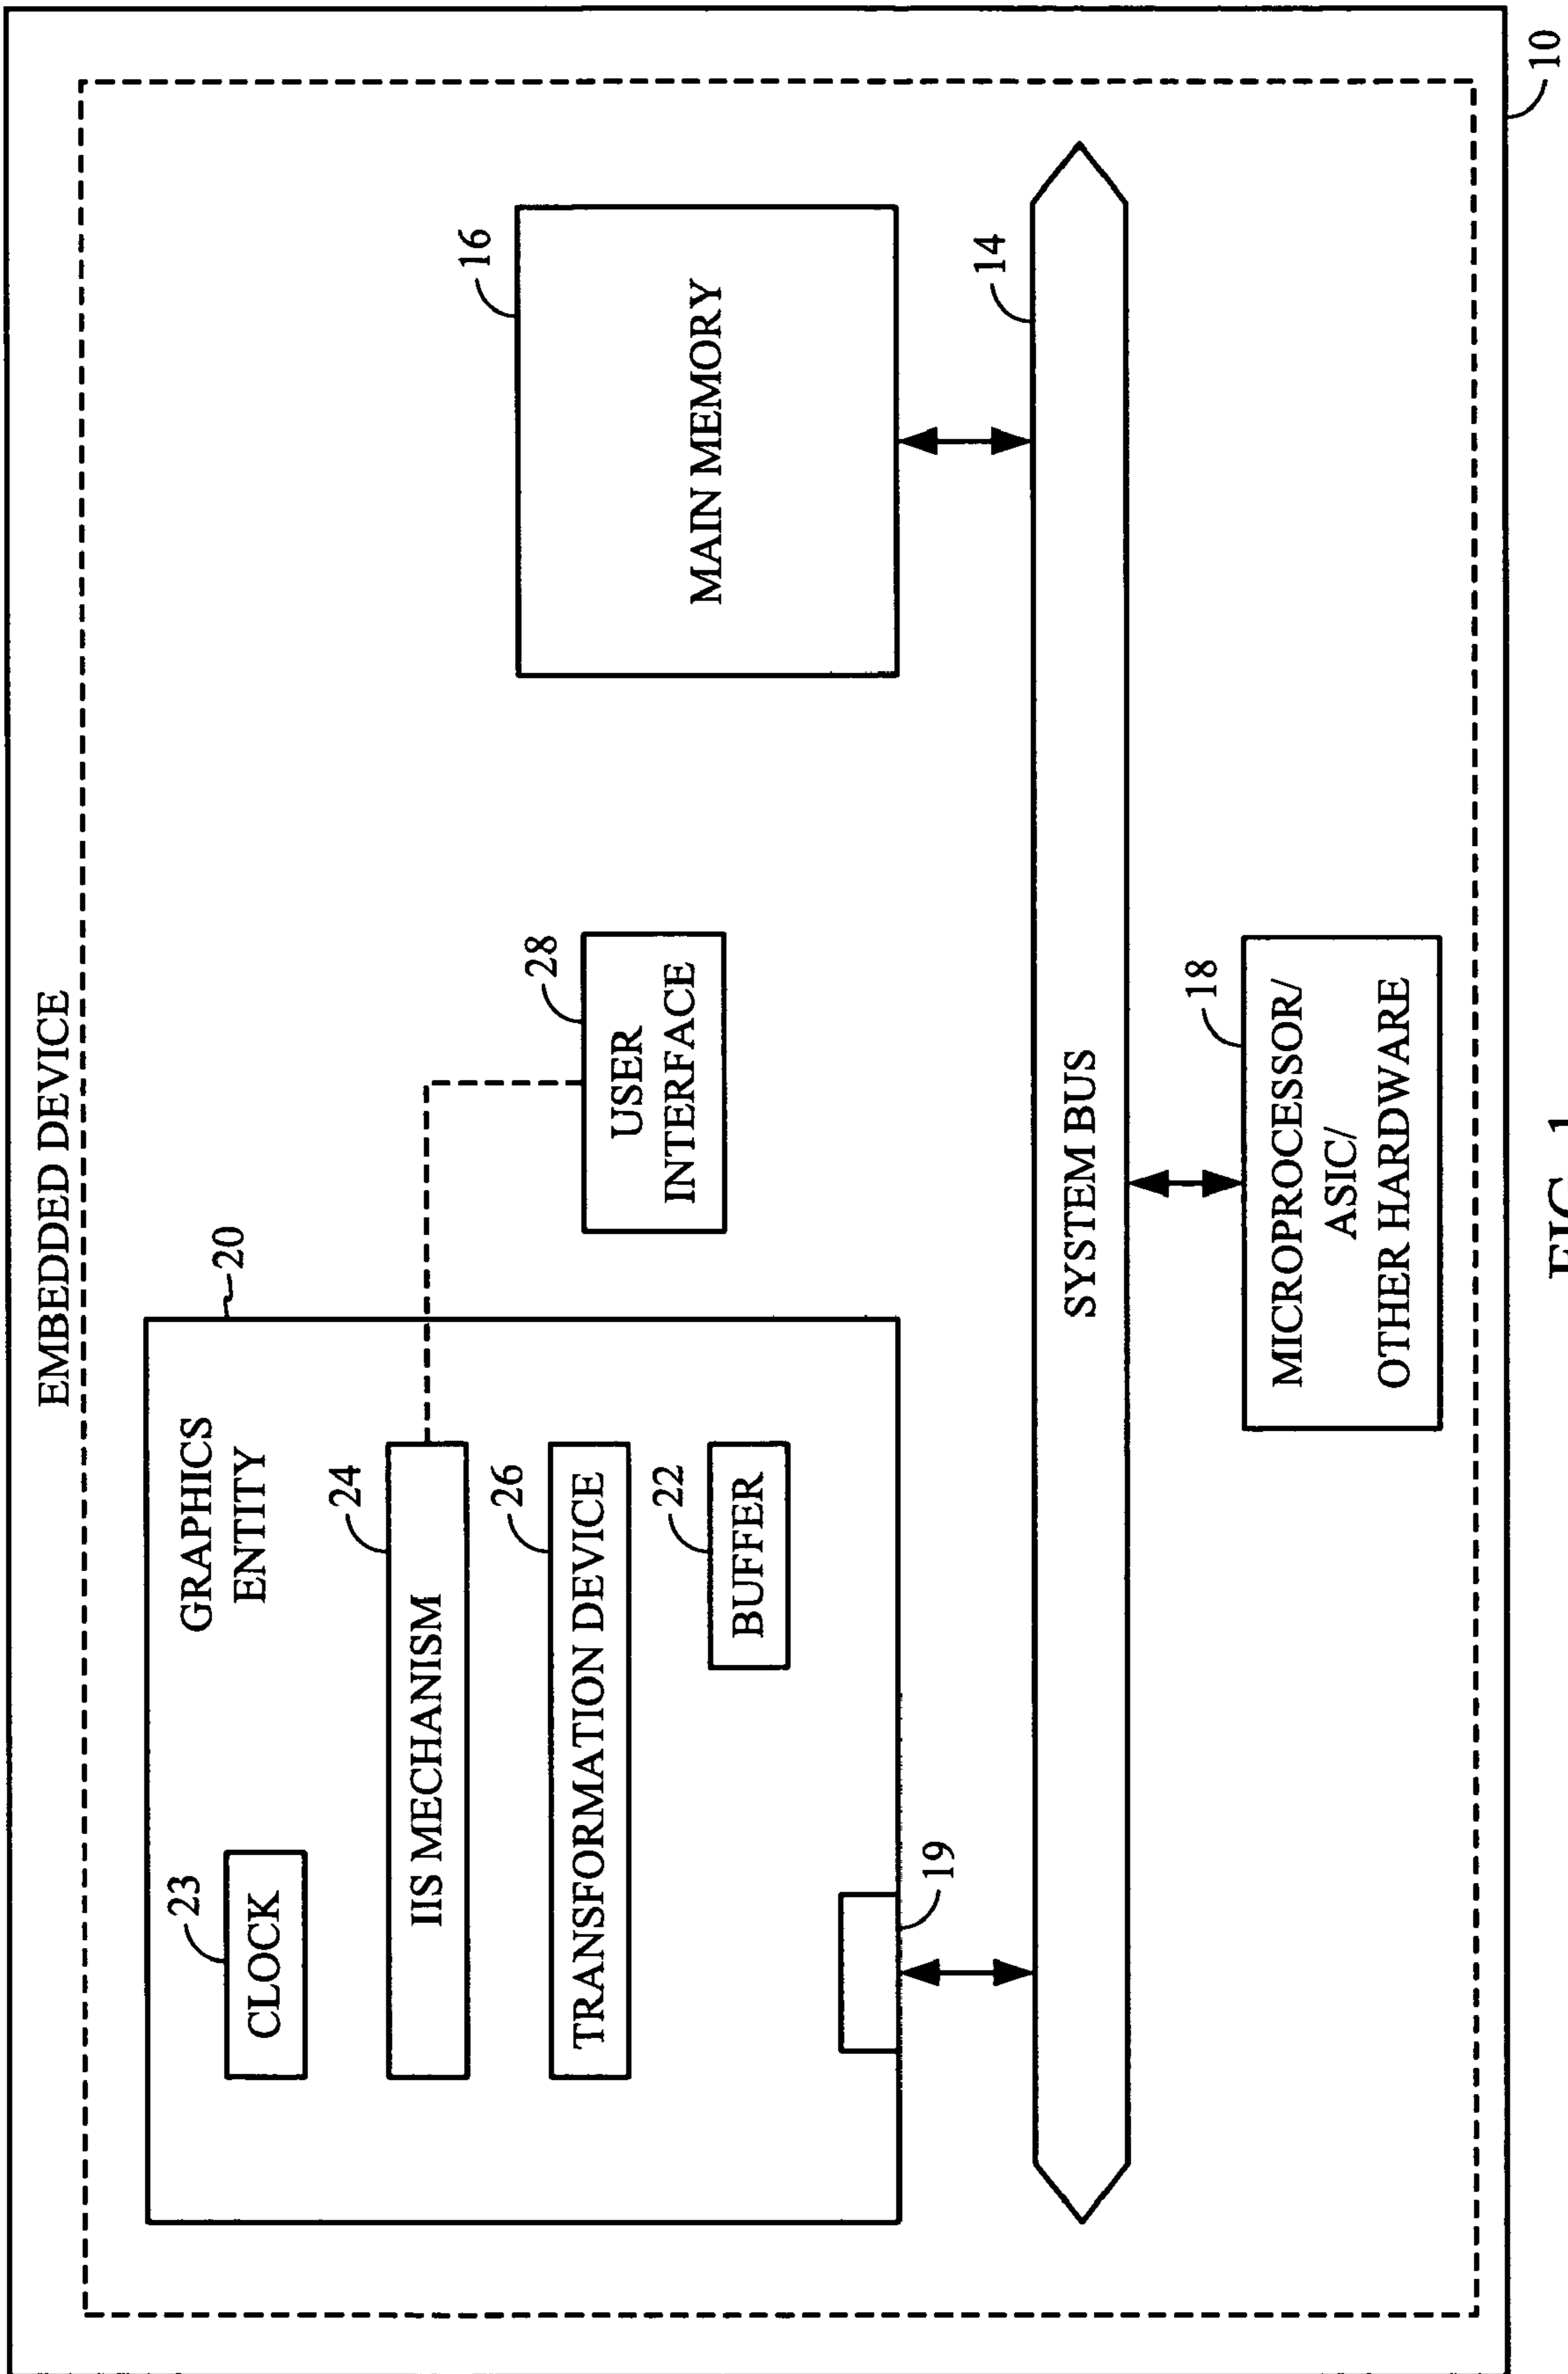 EMBEDDED DEVICE
20
GRAPHICS
ENTITY
23
CLOCK
24
IIS MECHANISM
26
TRANSFORMATION DEVICE
22
BUFFER
19
28
USER
INTERFACE
16
MAIN MEMORY
14
SYSTEM BUS
18
MICROPROCESSOR/
ASIC/
OTHER HARDWARE
10